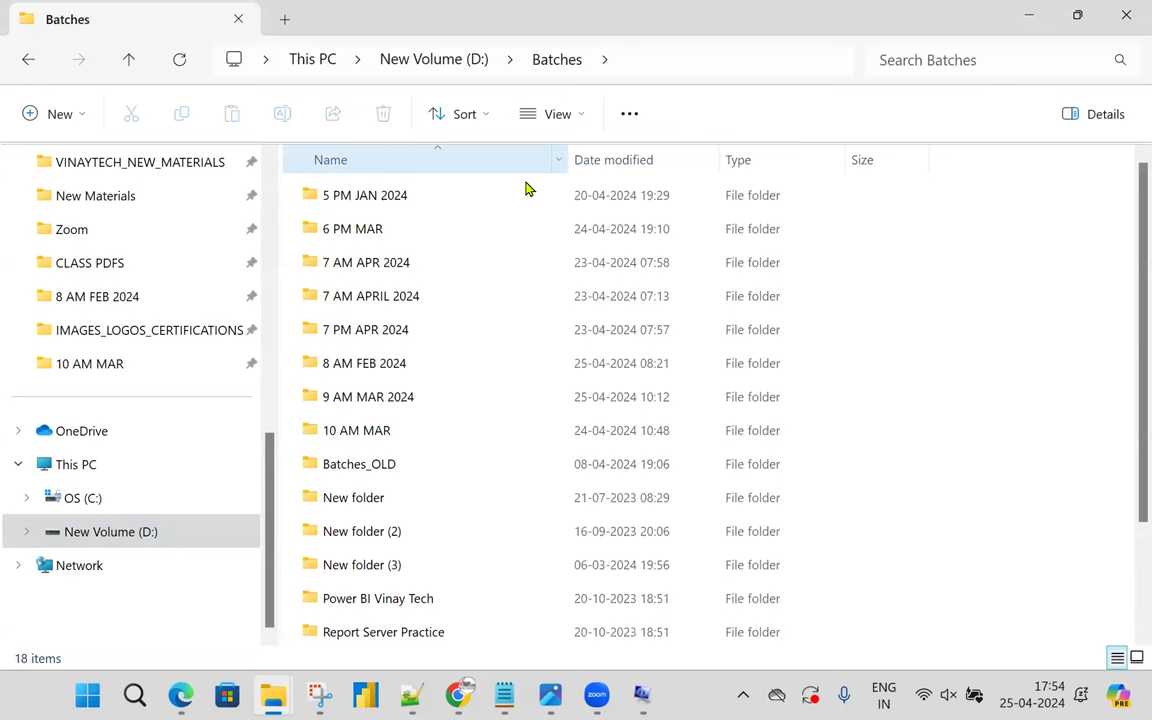 Batches
This PC New Volume (D:) Batches
Search Batches
New
Sort
View
Details
VINAYTECH_NEW_MATERIALS
New Materials
Zoom
CLASS PDFS
8 AM FEB 2024
IMAGES_LOGOS_CERTIFICATIONS
10 AM MAR
OneDrive
This PC
OS (C:)
New Volume (D:)
Network
Name Date modified Type Size
5 PM JAN 2024 20-04-2024 19:29 File folder
6 PM MAR 24-04-2024 19:10 File folder
7 AM APR 2024 23-04-2024 07:58 File folder
7 AM APRIL 2024 23-04-2024 07:13 File folder
7 PM APR 2024 23-04-2024 07:57 File folder
8 AM FEB 2024 25-04-2024 08:21 File folder
9 AM MAR 2024 25-04-2024 10:12 File folder
10 AM MAR 24-04-2024 10:48 File folder
Batches_OLD 08-04-2024 19:06 File folder
New folder 21-07-2023 08:29 File folder
New folder (2) 16-09-2023 20:06 File folder
New folder (3) 06-03-2024 19:56 File folder
Power BI Vinay Tech 20-10-2023 18:51 File folder
Report Server Practice 20-10-2023 18:51 File folder
18 items
zoom
ENG
IN
17:54
25-04-2024
PRE